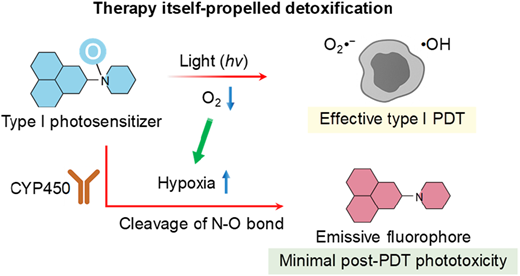 Therapy itself-propelled detoxification
O
N
Type I photosensitizer
Light (hv)
O₂
O₂•⁻
•OH
Effective type I PDT
CYP450
Hypoxia
Cleavage of N-O bond
N
Emissive fluorophore
Minimal post-PDT phototoxicity